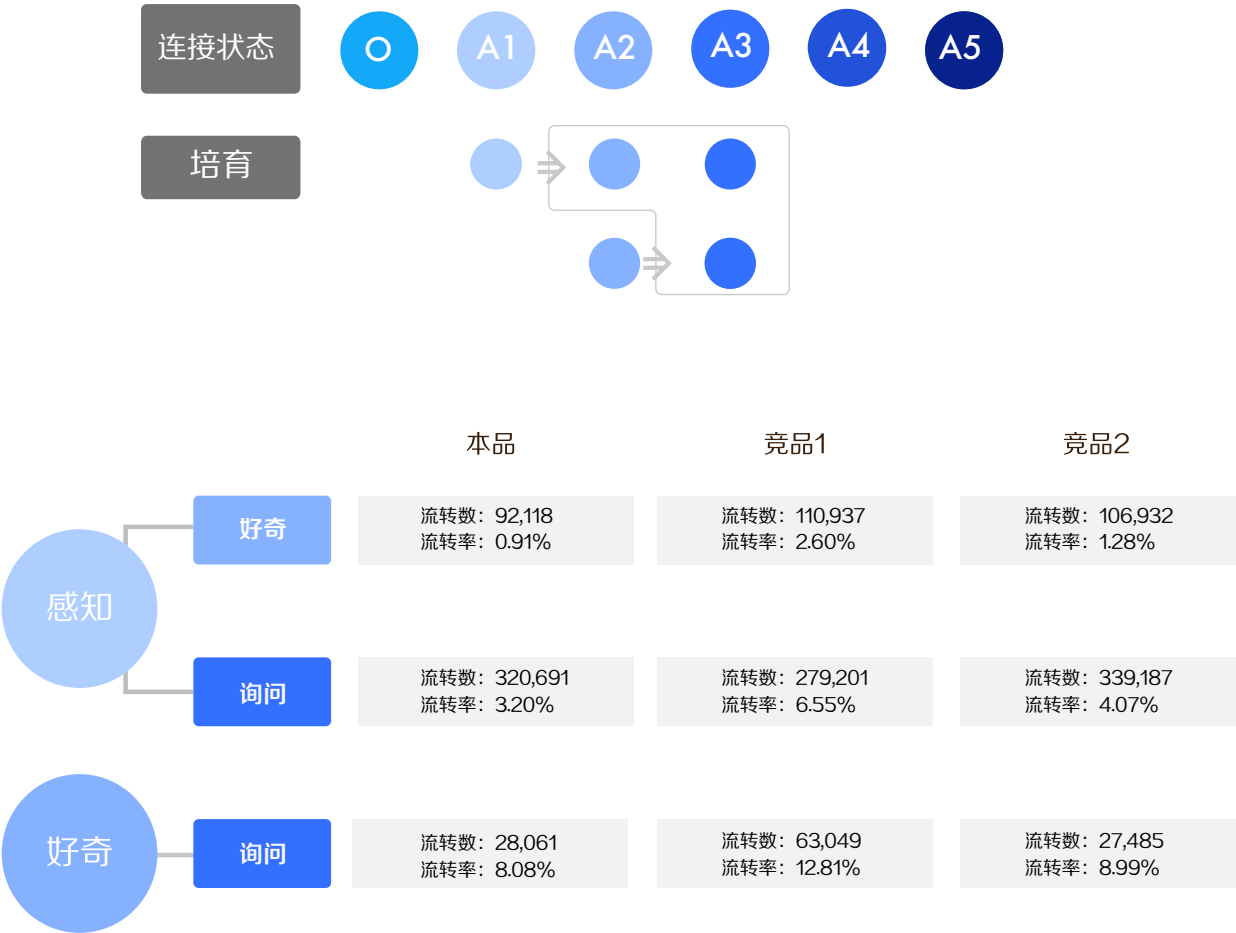 连接状态
O
A1
A2
A3
A4
A5
培育
本品
竞品1
竞品2
感知
好奇
流转数：92,118
流转率：0.91%
流转数：110,937
流转率：2.60%
流转数：106,932
流转率：1.28%
询问
流转数：320,691
流转率：3.20%
流转数：279,201
流转率：6.55%
流转数：339,187
流转率：4.07%
好奇
询问
流转数：28,061
流转率：8.08%
流转数：63,049
流转率：12.81%
流转数：27,485
流转率：8.99%